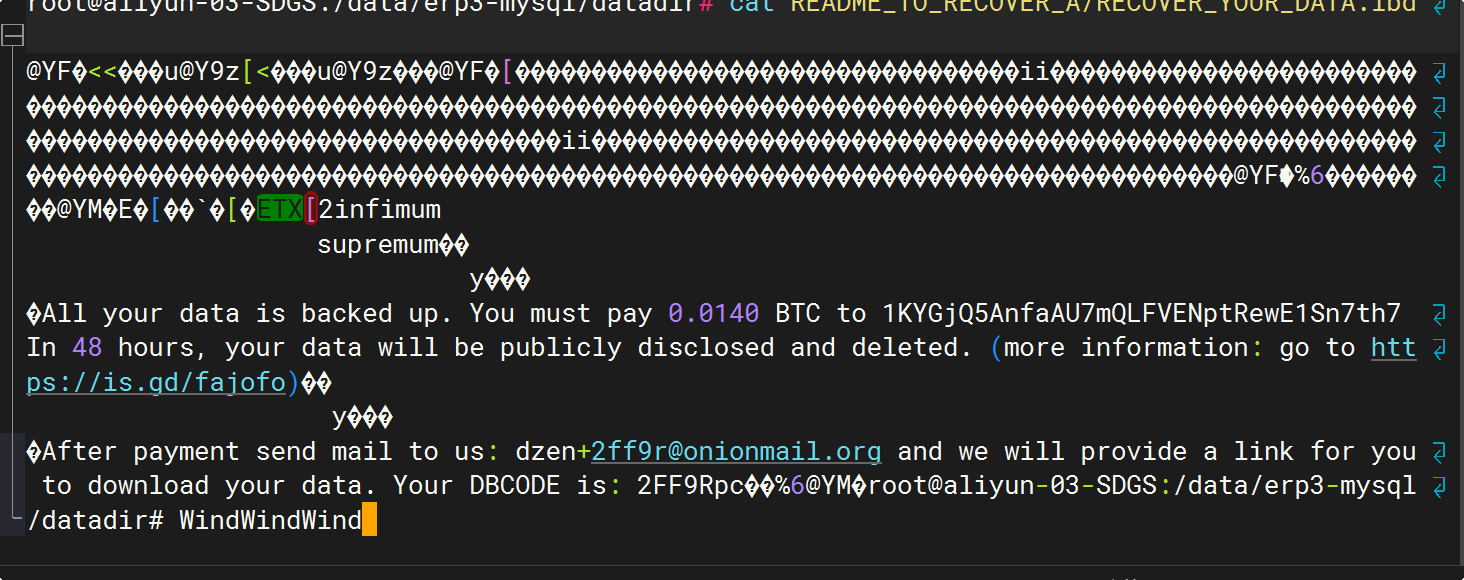 root@aliyun-03-SDGS:/data/erp3-mysql/datadir# cat README_TO_RECOVER_A/RECOVER_YOUR_DATA.ibd
@YF�<<���u@Y9z[<���u@Y9z���@YF�[
ii
ii
@YF�%6
��@YM�E�[��`�[�ETX[2infimum
supremum��
y���
�All your data is backed up. You must pay 0.0140 BTC to 1KYGjQ5AnfaAU7mQLFVENptRewE1Sn7th7
In 48 hours, your data will be publicly disclosed and deleted. (more information: go to htt
ps://is.gd/fajofo)��
y���
�After payment send mail to us: dzen+2ff9r@onionmail.org and we will provide a link for you
to download your data. Your DBCODE is: 2FF9Rpc��%6@YM�root@aliyun-03-SDGS:/data/erp3-mysql
/datadir# WindWindWind